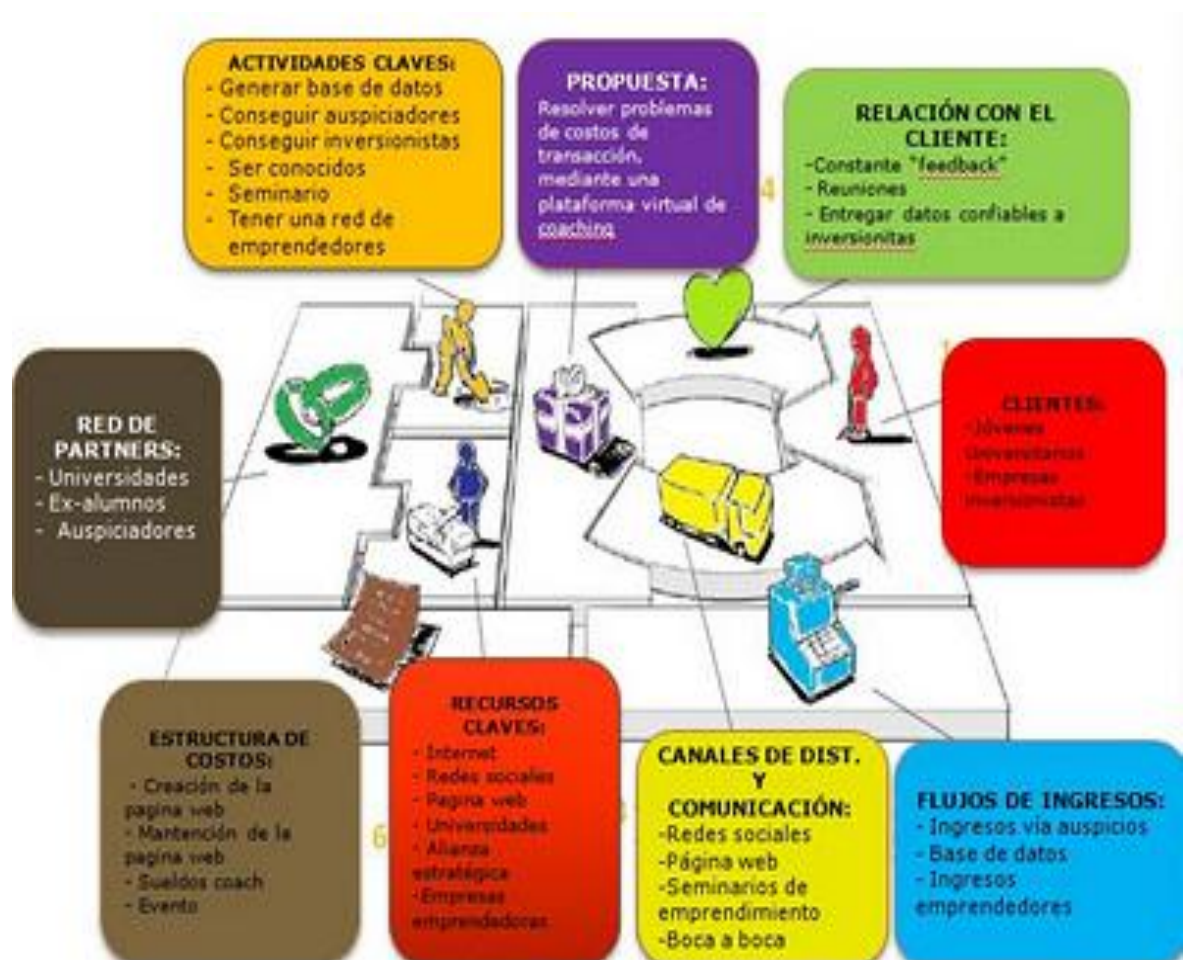 ACTIVIDADES CLAVES:
- Generar base de datos
- Conseguir auspiciadores
- Conseguir inversionistas
- Ser conocidos
- Seminario
- Tener una red de
emprendedores
PROPUESTA:
Resolver problemas
de costos de
transacción,
mediante una
plataforma virtual de
coaching
4
RELACIÓN CON EL
CLIENTE:
-Constante "feedback"
- Reuniones
- Entregar datos confiables a
inversionitas
RED DE
PARTNERS:
- Universidades
- Ex-alumnos
- Auspiciadores
CLIENTES:
-Jóvenes
universitarios
-Empresas
inversionistas
ESTRUCTURA DE
COSTOS:
- Creación de la
pagina web
- Mantención de la
pagina web
- Sueldos coach
- Evento
6
RECURSOS
CLAVES:
- Internet
- Redes sociales
- Pagina web
- Universidades
- Alianza
estratégica
-Empresas
emprendedoras
CANALES DE DIST.
Y
COMUNICACIÓN:
-Redes sociales
-Página web
-Seminarios de
emprendimiento
-Boca a boca
FLUJOS DE INGRESOS:
- Ingresos vía auspicios
- Base de datos
- Ingresos
emprendedores